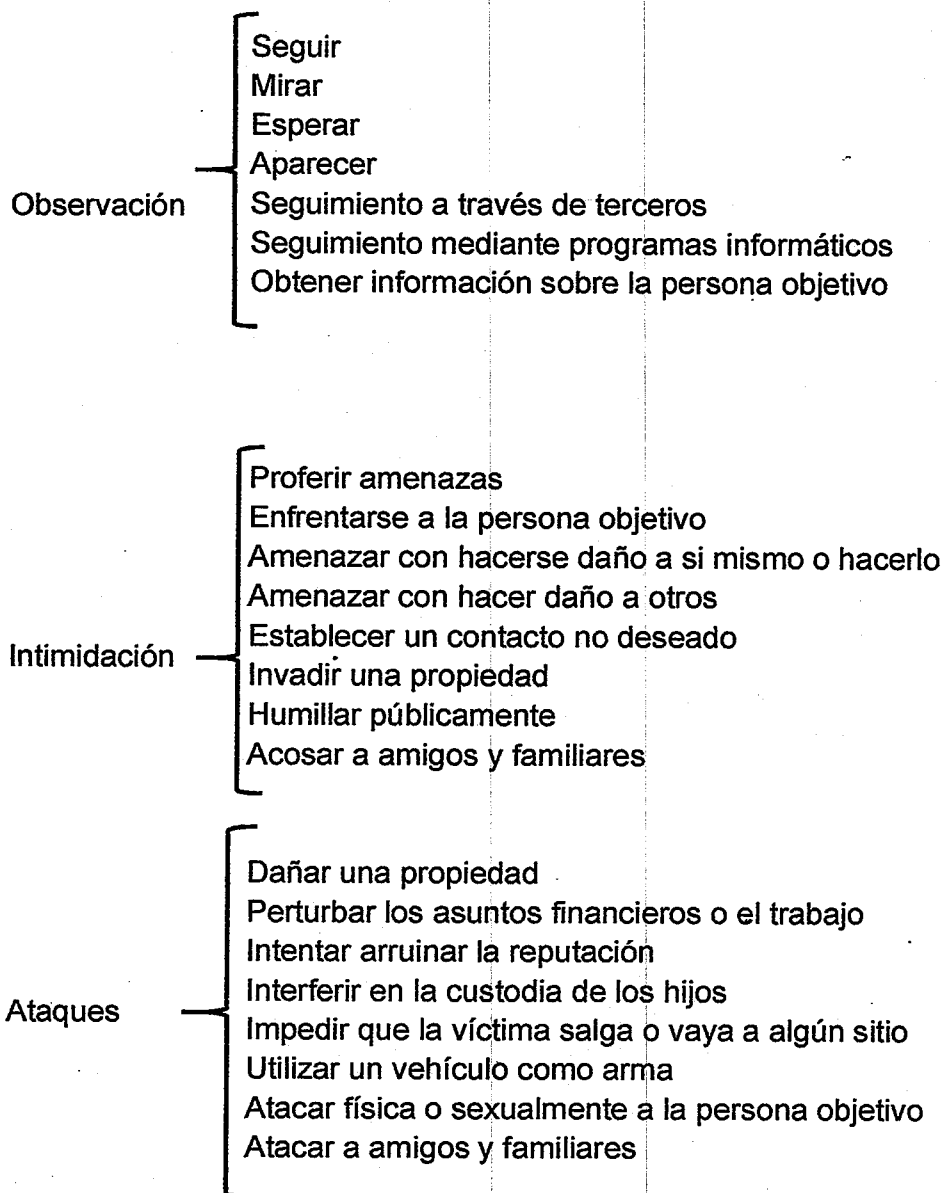 Observación
Seguir
Mirar
Esperar
Aparecer
Seguimiento a través de terceros
Seguimiento mediante programas informáticos
Obtener información sobre la persona objetivo
Intimidación
Proferir amenazas
Enfrentarse a la persona objetivo
Amenazar con hacerse daño a si mismo o hacerlo
Amenazar con hacer daño a otros
Establecer un contacto no deseado
Invadir una propiedad
Humillar públicamente
Acosar a amigos y familiares
Ataques
Dañar una propiedad
Perturbar los asuntos financieros o el trabajo
Intentar arruinar la reputación
Interferir en la custodia de los hijos
Impedir que la víctima salga o vaya a algún sitio
Utilizar un vehículo como arma
Atacar física o sexualmente a la persona objetivo
Atacar a amigos y familiares